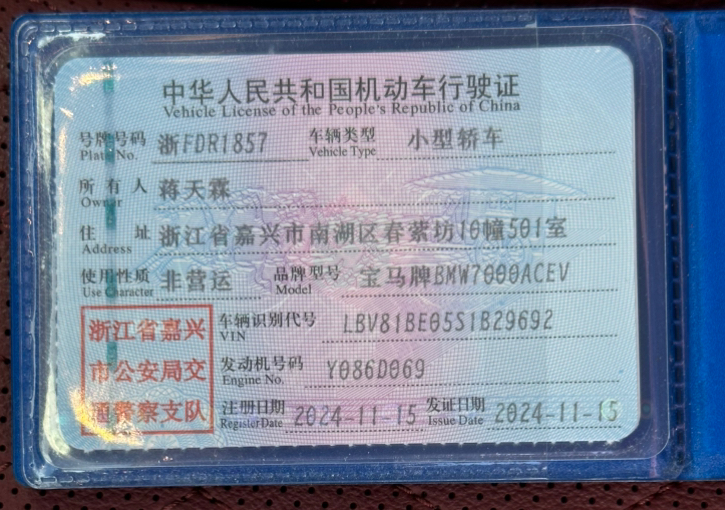 中华人民共和国机动车行驶证
Vehicle License of the People's Republic of China
号牌号码 浙FDR1857 车辆类型 小型轿车
Plate No. Vehicle Type
所有人 蒋天霖
Owner
住址 浙江省嘉兴市南湖区春萦坊10幢501室
Address
使用性质 非营运 品牌型号 宝马牌BMW7000ACEV
Use Character Model
浙江省嘉兴 车辆识别代号 LBV81BE05S1B29692
VIN
市公安局交 发动机号码 Y086D069
Engine No.
通警察支队 注册日期 2024-11-15 发证日期 2024-11-15
Register Date Issue Date